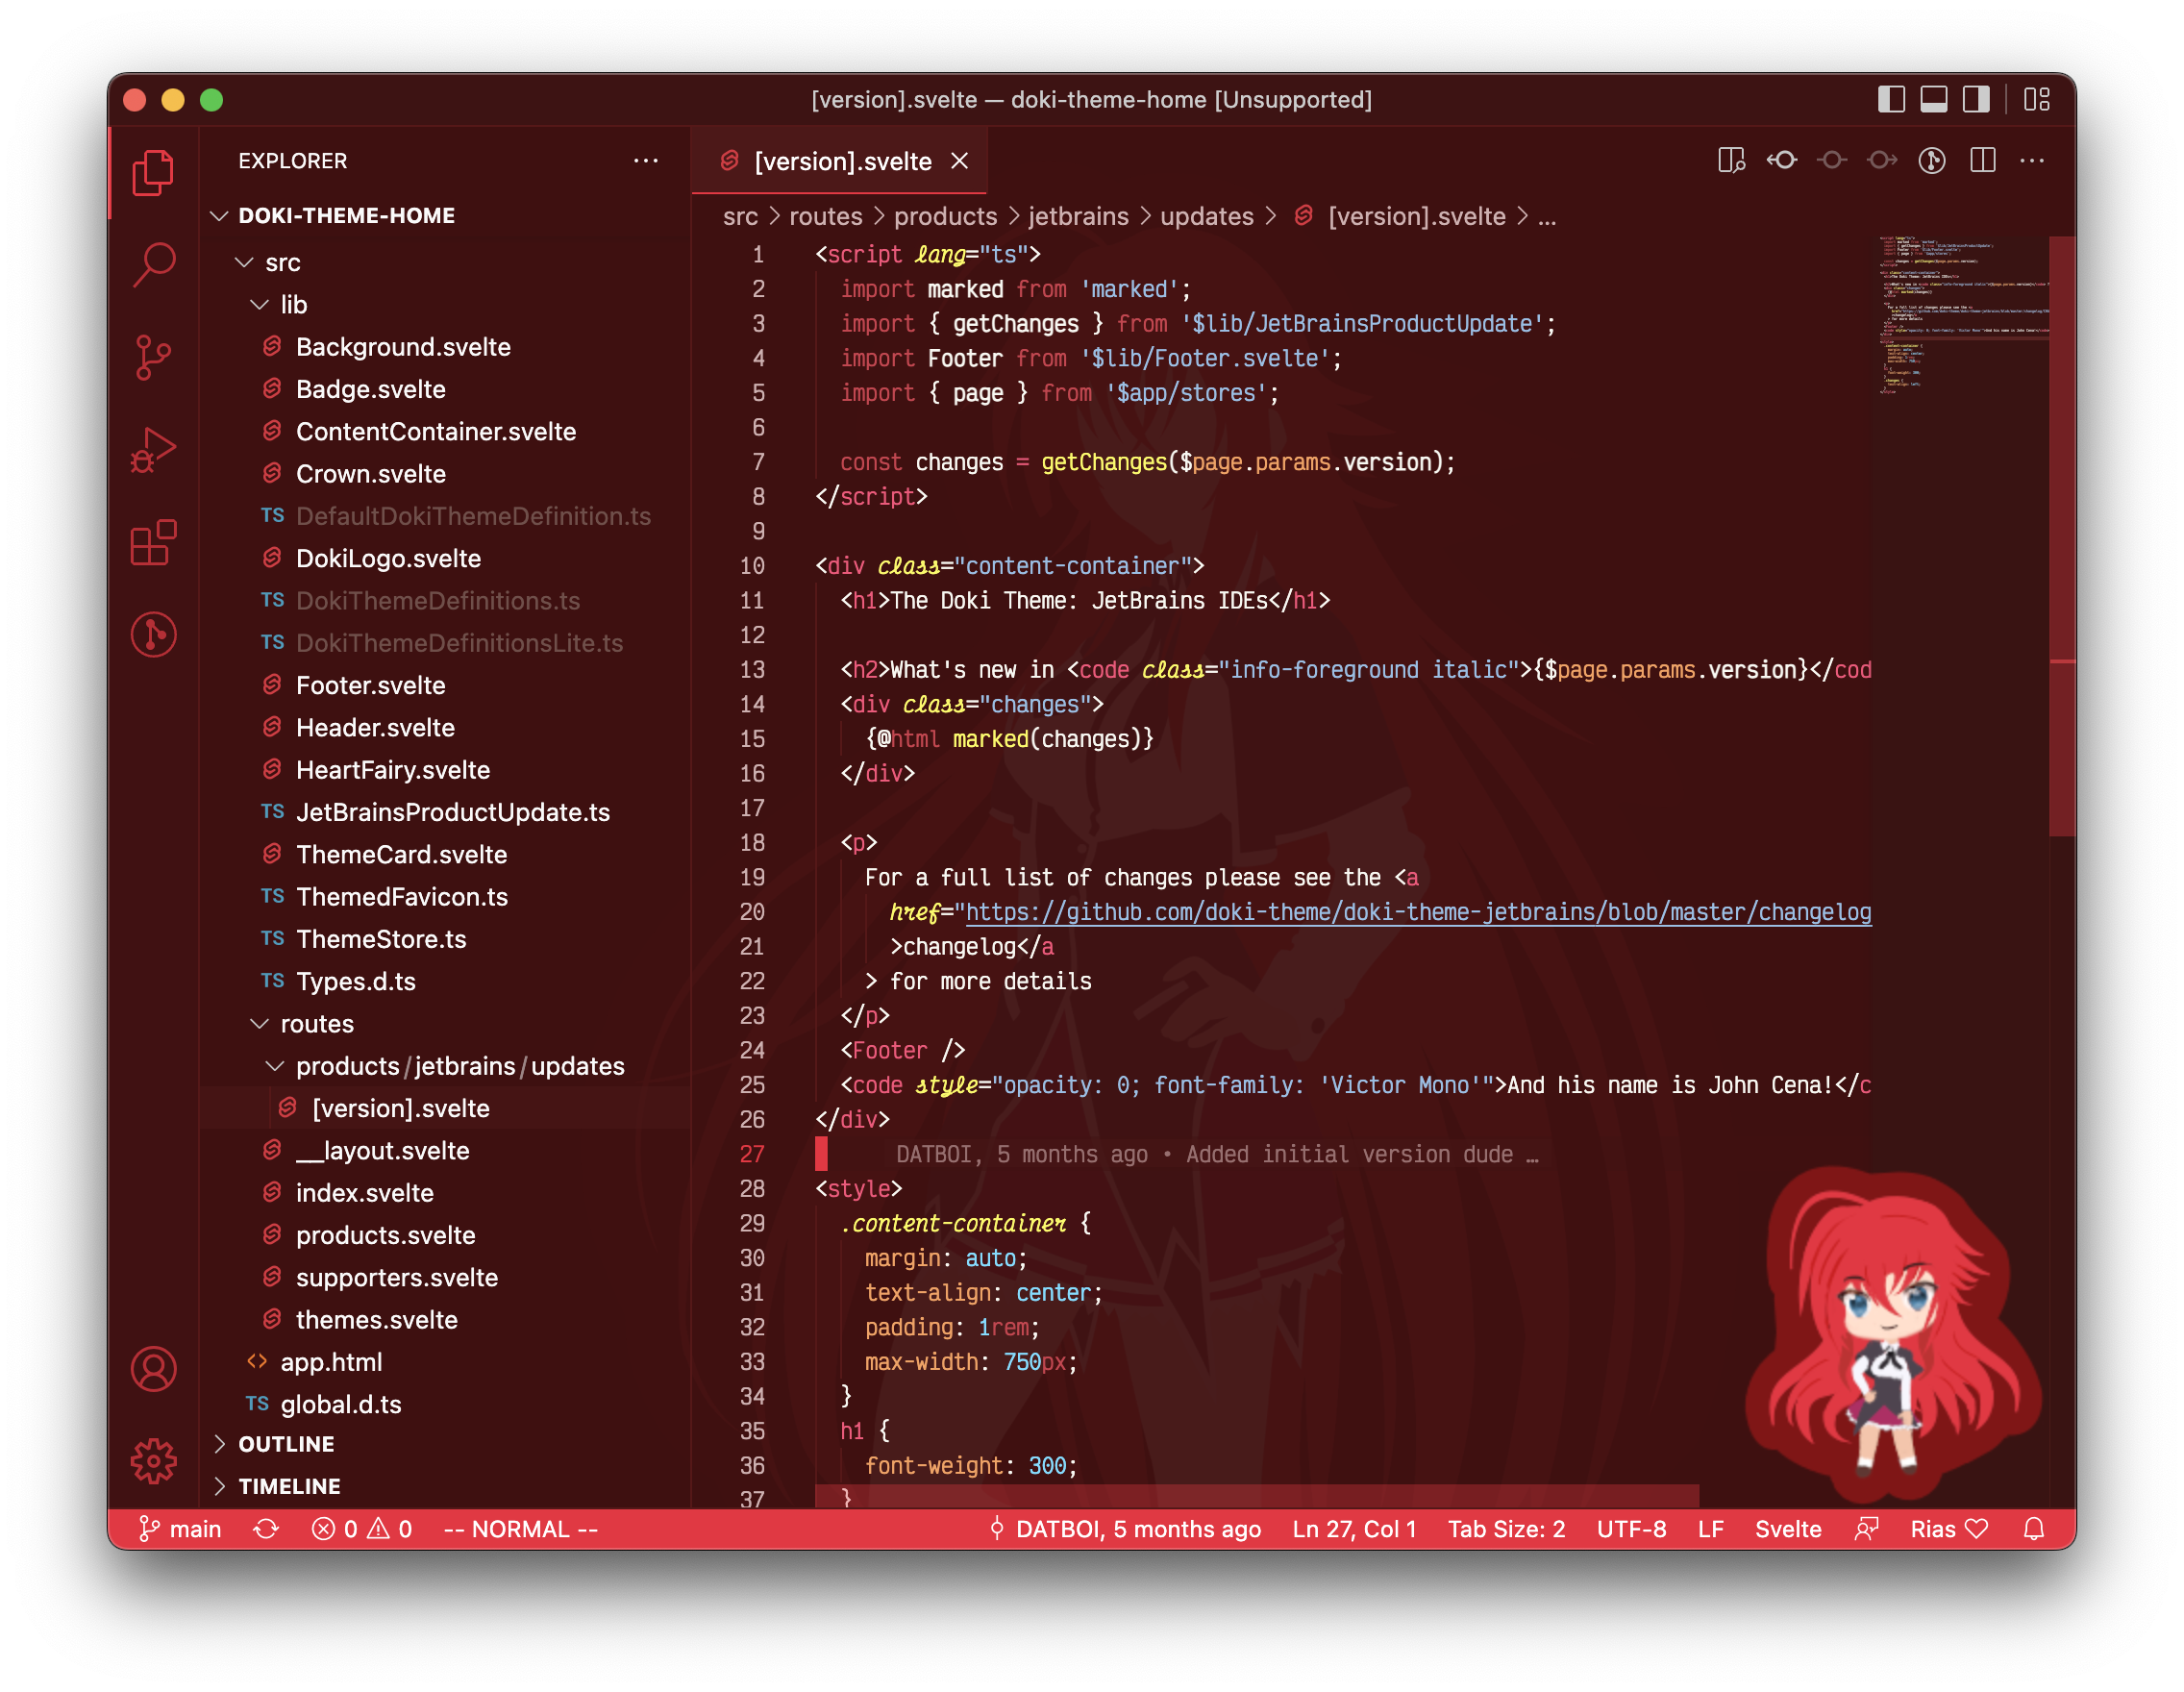 [version].svelte — doki-theme-home [Unsupported]
EXPLORER
DOKI-THEME-HOME
src
lib
Background.svelte
Badge.svelte
ContentContainer.svelte
Crown.svelte
TS DefaultDokiThemeDefinition.ts
DokiLogo.svelte
TS DokiThemeDefinitions.ts
TS DokiThemeDefinitionsLite.ts
Footer.svelte
Header.svelte
HeartFairy.svelte
TS JetBrainsProductUpdate.ts
ThemeCard.svelte
TS ThemedFavicon.ts
TS ThemeStore.ts
TS Types.d.ts
routes
products/jetbrains/updates
[version].svelte
__layout.svelte
index.svelte
products.svelte
supporters.svelte
themes.svelte
<> app.html
TS global.d.ts
OUTLINE
TIMELINE
[version].svelte
src > routes > products > jetbrains > updates > [version].svelte > ...
1 <script lang="ts">
2 import marked from 'marked';
3 import { getChanges } from '$lib/JetBrainsProductUpdate';
4 import Footer from '$lib/Footer.svelte';
5 import { page } from '$app/stores';
6
7 const changes = getChanges($page.params.version);
8 </script>
9
10 <div class="content-container">
11 <h1>The Doki Theme: JetBrains IDEs</h1>
12
13 <h2>What's new in <code class="info-foreground italic">{$page.params.version}</cod
14 <div class="changes">
15 {@html marked(changes)}
16 </div>
17
18 <p>
19 For a full list of changes please see the <a
20 href="https://github.com/doki-theme/doki-theme-jetbrains/blob/master/changelog
21 >changelog</a
22 > for more details
23 </p>
24 <Footer />
25 <code style="opacity: 0; font-family: 'Victor Mono'">And his name is John Cena!</c
26 </div>
27 DATBOI, 5 months ago • Added initial version dude …
28 <style>
29 .content-container {
30 margin: auto;
31 text-align: center;
32 padding: 1rem;
33 max-width: 750px;
34 }
35 h1 {
36 font-weight: 300;
37 }
main
0 0
-- NORMAL --
DATBOI, 5 months ago
Ln 27, Col 1
Tab Size: 2
UTF-8
LF
Svelte
Rias ♡